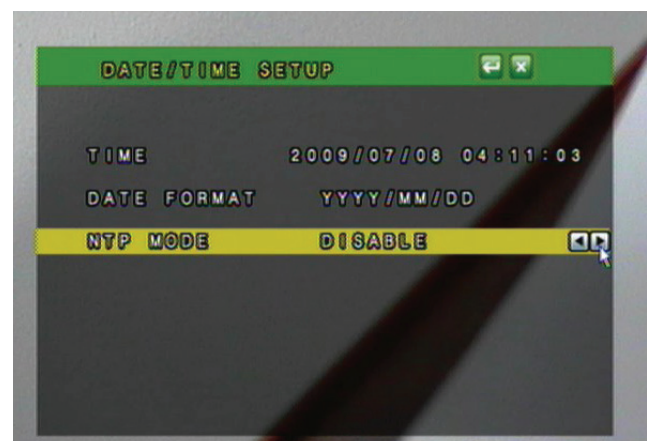 DATE/TIME SETUP
TIME 2009/07/08 04:11:03
DATE FORMAT YYYY/MM/DD
NTP MODE DISABLE